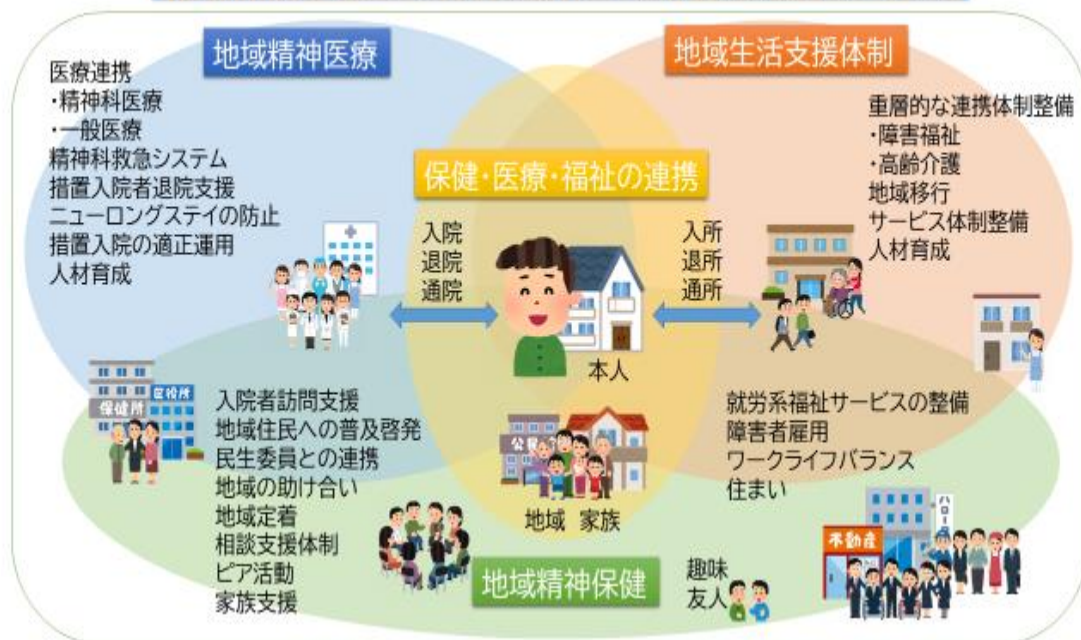 地域精神医療
医療連携
・精神科医療
・一般医療
精神科救急システム
措置入院者退院支援
ニューロングステイの防止
措置入院の適正運用
人材育成
地域生活支援体制
重層的な連携体制整備
・障害福祉
・高齢介護
地域移行
サービス体制整備
人材育成
保健・医療・福祉の連携
入院
退院
通院
入所
退所
通所
本人
保健所
区役所
入院者訪問支援
地域住民への普及啓発
民生委員との連携
地域の助け合い
地域定着
相談支援体制
ピア活動
家族支援
地域 家族
就労系福祉サービスの整備
障害者雇用
ワークライフバランス
住まい
不動産
ハロー
地域精神保健
趣味
友人